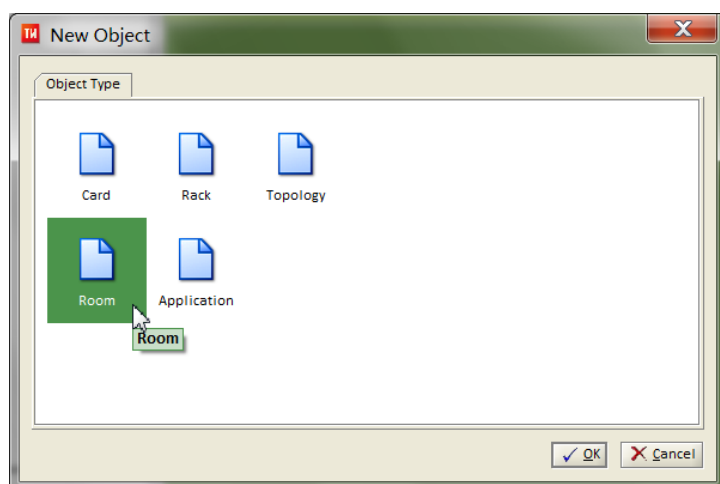 TW New Object
Object Type
Card Rack Topology
Room Application
Room
OK Cancel